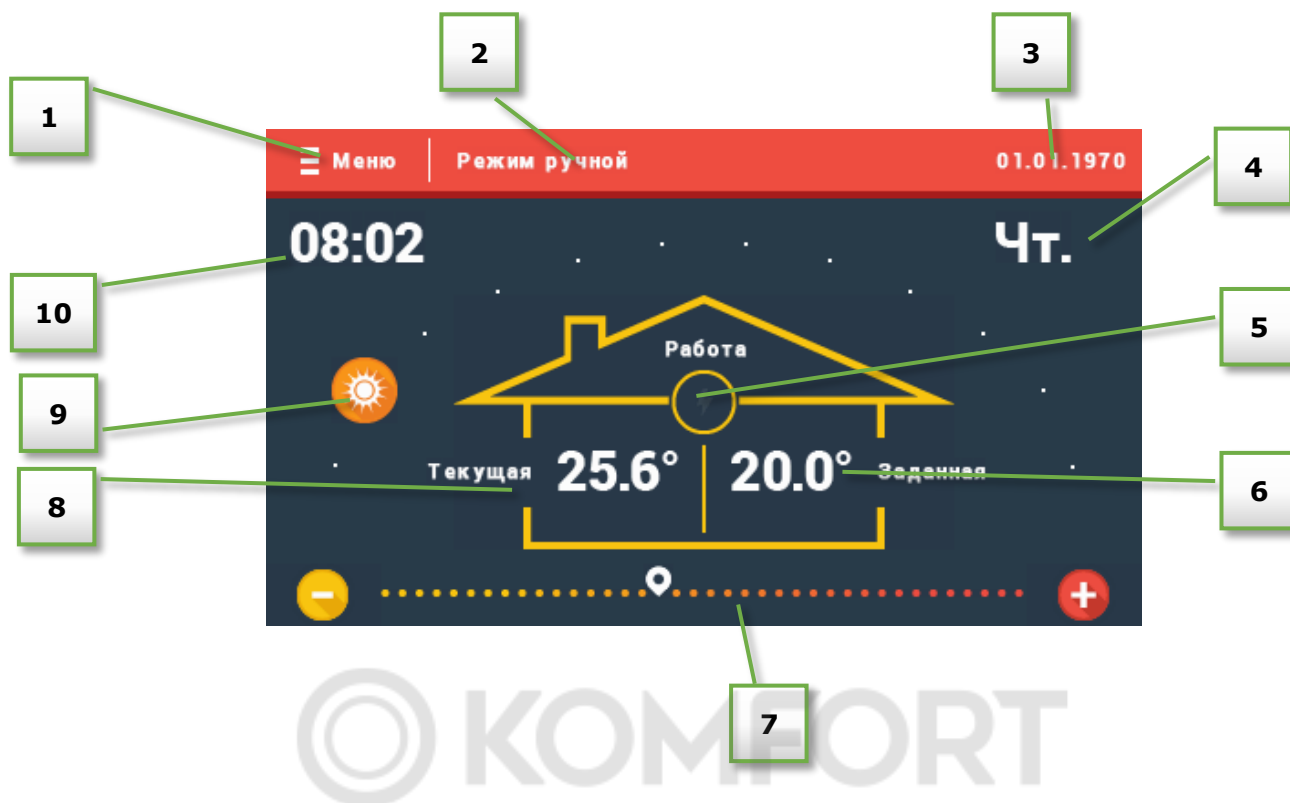 2
3
1
Меню
Режим ручной
01.01.1970
4
08:02
Чт.
10
5
Работа
9
Текущая
25.6°
20.0°
Заданная
8
6
7
KOMFORT